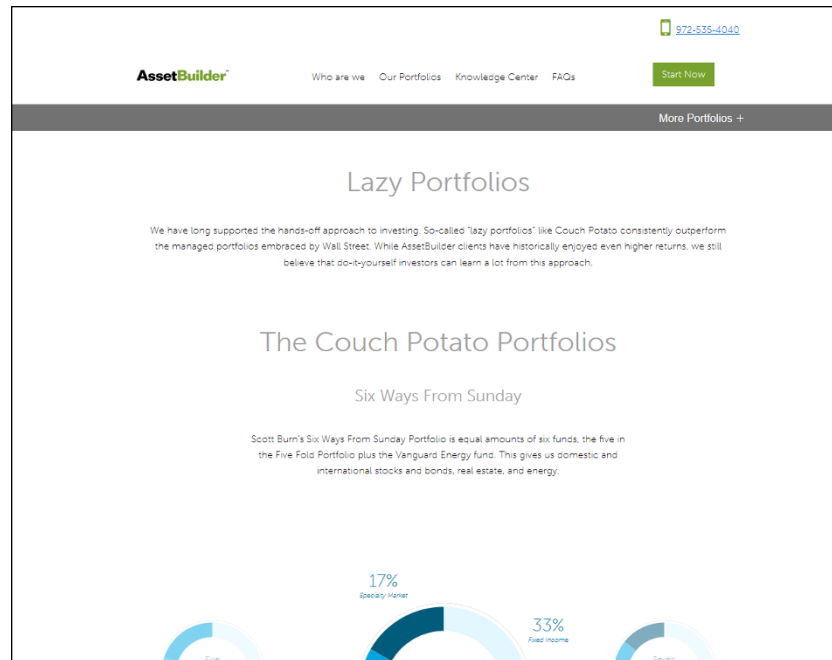 972-535-4040
AssetBuilder
Who are we Our Portfolios Knowledge Center FAQs
Start Now
More Portfolios +
Lazy Portfolios
We have long supported the hands-off approach to investing. So-called "lazy portfolios" like Couch Potato consistently outperform
the managed portfolios embraced by Wall Street. While AssetBuilder clients have historically enjoyed even higher returns, we still
believe that do-it-yourself investors can learn a lot from this approach.
The Couch Potato Portfolios
Six Ways From Sunday
Scott Burn's Six Ways From Sunday Portfolio is equal amounts of six funds, the five in
the Five Fold Portfolio plus the Vanguard Energy fund. This gives us domestic and
international stocks and bonds, real estate, and energy.
17%
Specialty Market
33%
Fixed Income
Five
Seven